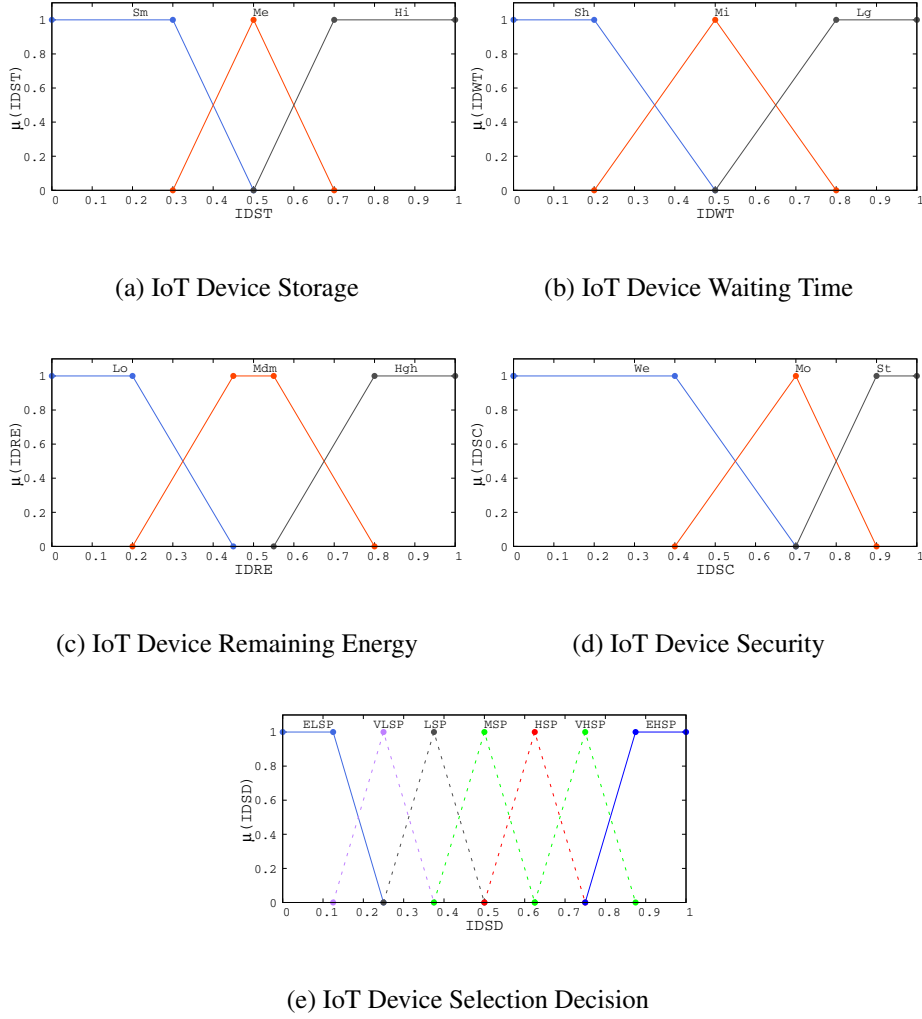 Sm Me Hi
1
0.8
0.6
0.4
0.2
0
μ(IDST)
0 0.1 0.2 0.3 0.4 0.5 0.6 0.7 0.8 0.9 1
IDST
(a) IoT Device Storage
Sh Mi Lg
1
0.8
0.6
0.4
0.2
0
μ(IDWT)
0 0.1 0.2 0.3 0.4 0.5 0.6 0.7 0.8 0.9 1
IDWT
(b) IoT Device Waiting Time
Lo Mdm Hgh
1
0.8
0.6
0.4
0.2
0
μ(IDRE)
0 0.1 0.2 0.3 0.4 0.5 0.6 0.7 0.8 0.9 1
IDRE
(c) IoT Device Remaining Energy
We Mo St
1
0.8
0.6
0.4
0.2
0
μ(IDSC)
0 0.1 0.2 0.3 0.4 0.5 0.6 0.7 0.8 0.9 1
IDSC
(d) IoT Device Security
ELSP VLSP LSP MSP HSP VHSP EHSP
1
0.8
0.6
0.4
0.2
0
μ(IDSD)
0 0.1 0.2 0.3 0.4 0.5 0.6 0.7 0.8 0.9 1
IDSD
(e) IoT Device Selection Decision